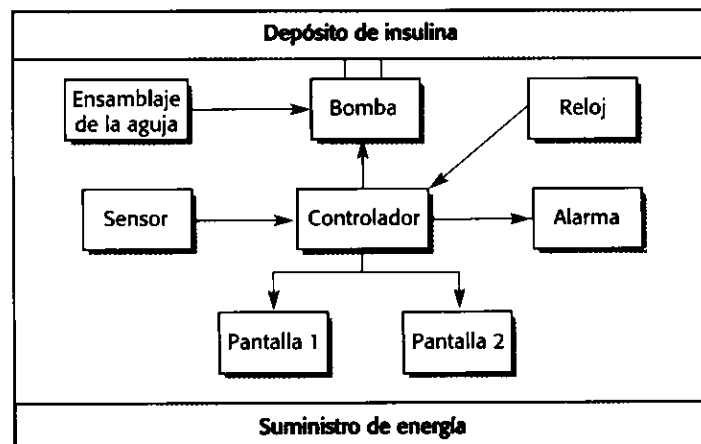 Depósito de insulina
Ensamblaje
de la aguja
Bomba
Reloj
Sensor
Controlador
Alarma
Pantalla 1
Pantalla 2
Suministro de energía